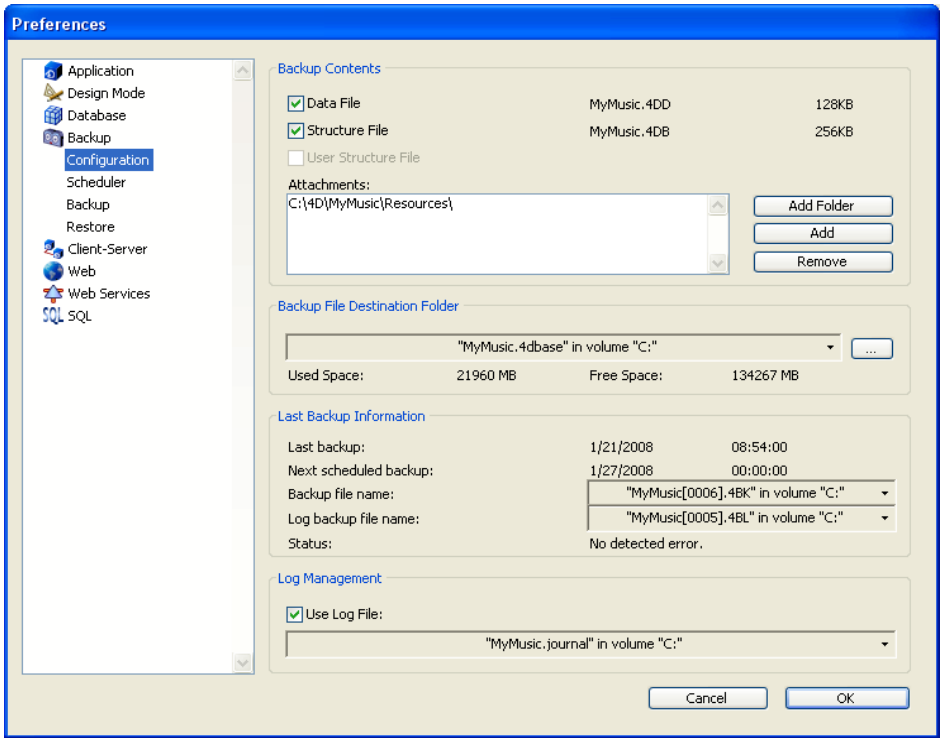 Preferences
Application
Design Mode
Database
Backup
Configuration
Scheduler
Backup
Restore
Client-Server
Web
Web Services
SQL SQL
Backup Contents
Data File MyMusic.4DD 128KB
Structure File MyMusic.4DB 256KB
User Structure File
Attachments:
C:\4D\MyMusic\Resources\
Add Folder
Add
Remove
Backup File Destination Folder
"MyMusic.4dbase" in volume "C:" ...
Used Space: 21960 MB Free Space: 134267 MB
Last Backup Information
Last backup: 1/21/2008 08:54:00
Next scheduled backup: 1/27/2008 00:00:00
Backup file name: "MyMusic[0006].4BK" in volume "C:"
Log backup file name: "MyMusic[0005].4BL" in volume "C:"
Status: No detected error.
Log Management
Use Log File:
"MyMusic.journal" in volume "C:"
Cancel OK